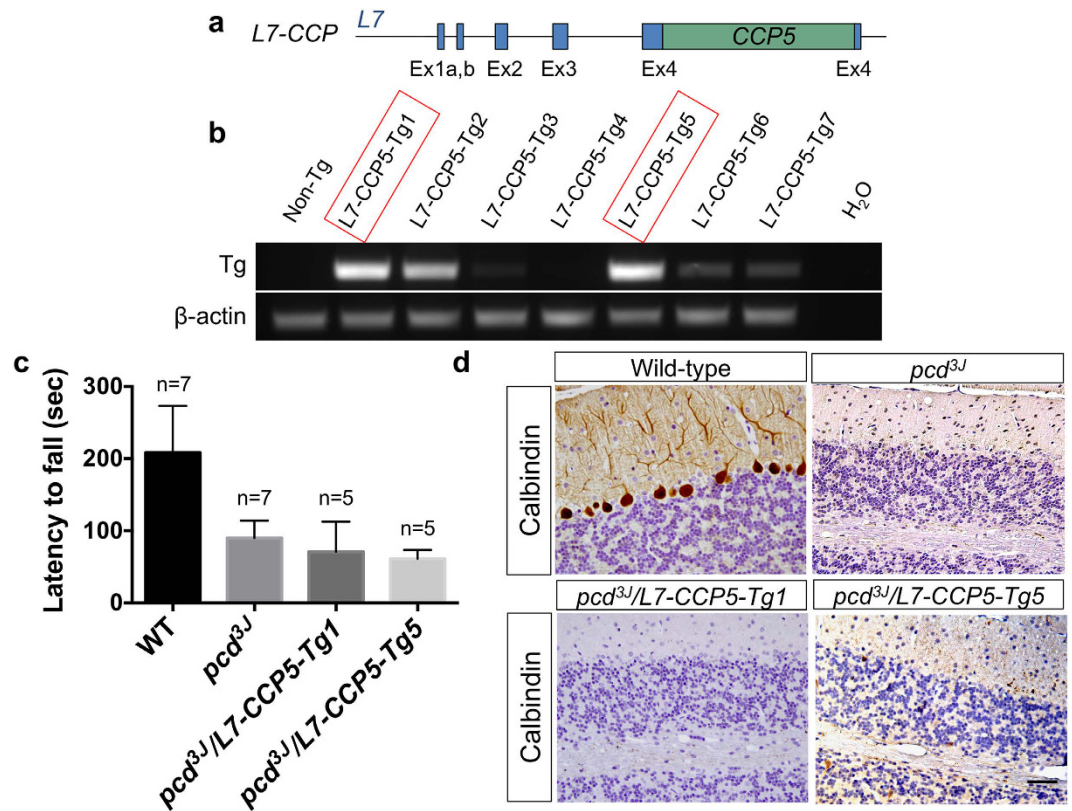 a
L7-CCP
L7
CCP5
Ex1a,b Ex2 Ex3 Ex4 Ex4
b
Non-Tg
L7-CCP5-Tg1
L7-CCP5-Tg2
L7-CCP5-Tg3
L7-CCP5-Tg4
L7-CCP5-Tg5
L7-CCP5-Tg6
L7-CCP5-Tg7
H₂O
Tg
β-actin
c
Latency to fall (sec)
300
200
100
0
n=7
n=7
n=5
n=5
WT
pcd³ᴶ
pcd³ᴶ/L7-CCP5-Tg1
pcd³ᴶ/L7-CCP5-Tg5
d
Wild-type
pcd³ᴶ
Calbindin
pcd³ᴶ/L7-CCP5-Tg1
pcd³ᴶ/L7-CCP5-Tg5
Calbindin